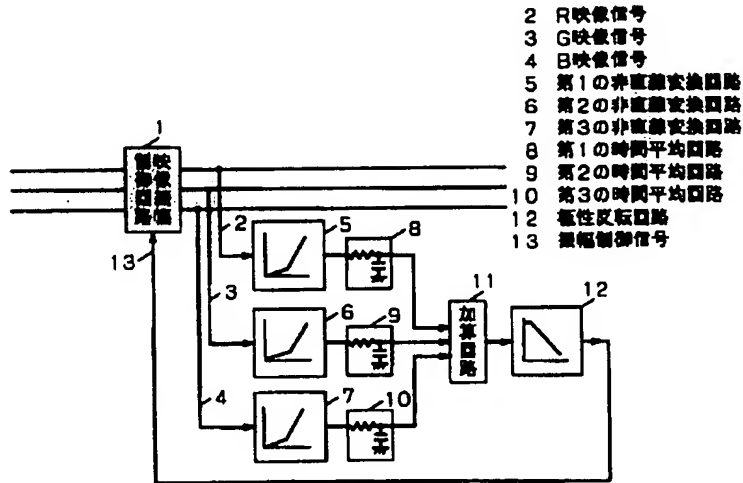 2 R映像信号
3 G映像信号
4 B映像信号
5 第1の非直線変換回路
6 第2の非直線変換回路
7 第3の非直線変換回路
8 第1の時間平均回路
9 第2の時間平均回路
10 第3の時間平均回路
12 極性反転回路
13 振幅制御信号
1
映像振幅
制御回路
2
5
8
13
3
6
9
11
加算回路
12
4
7
10